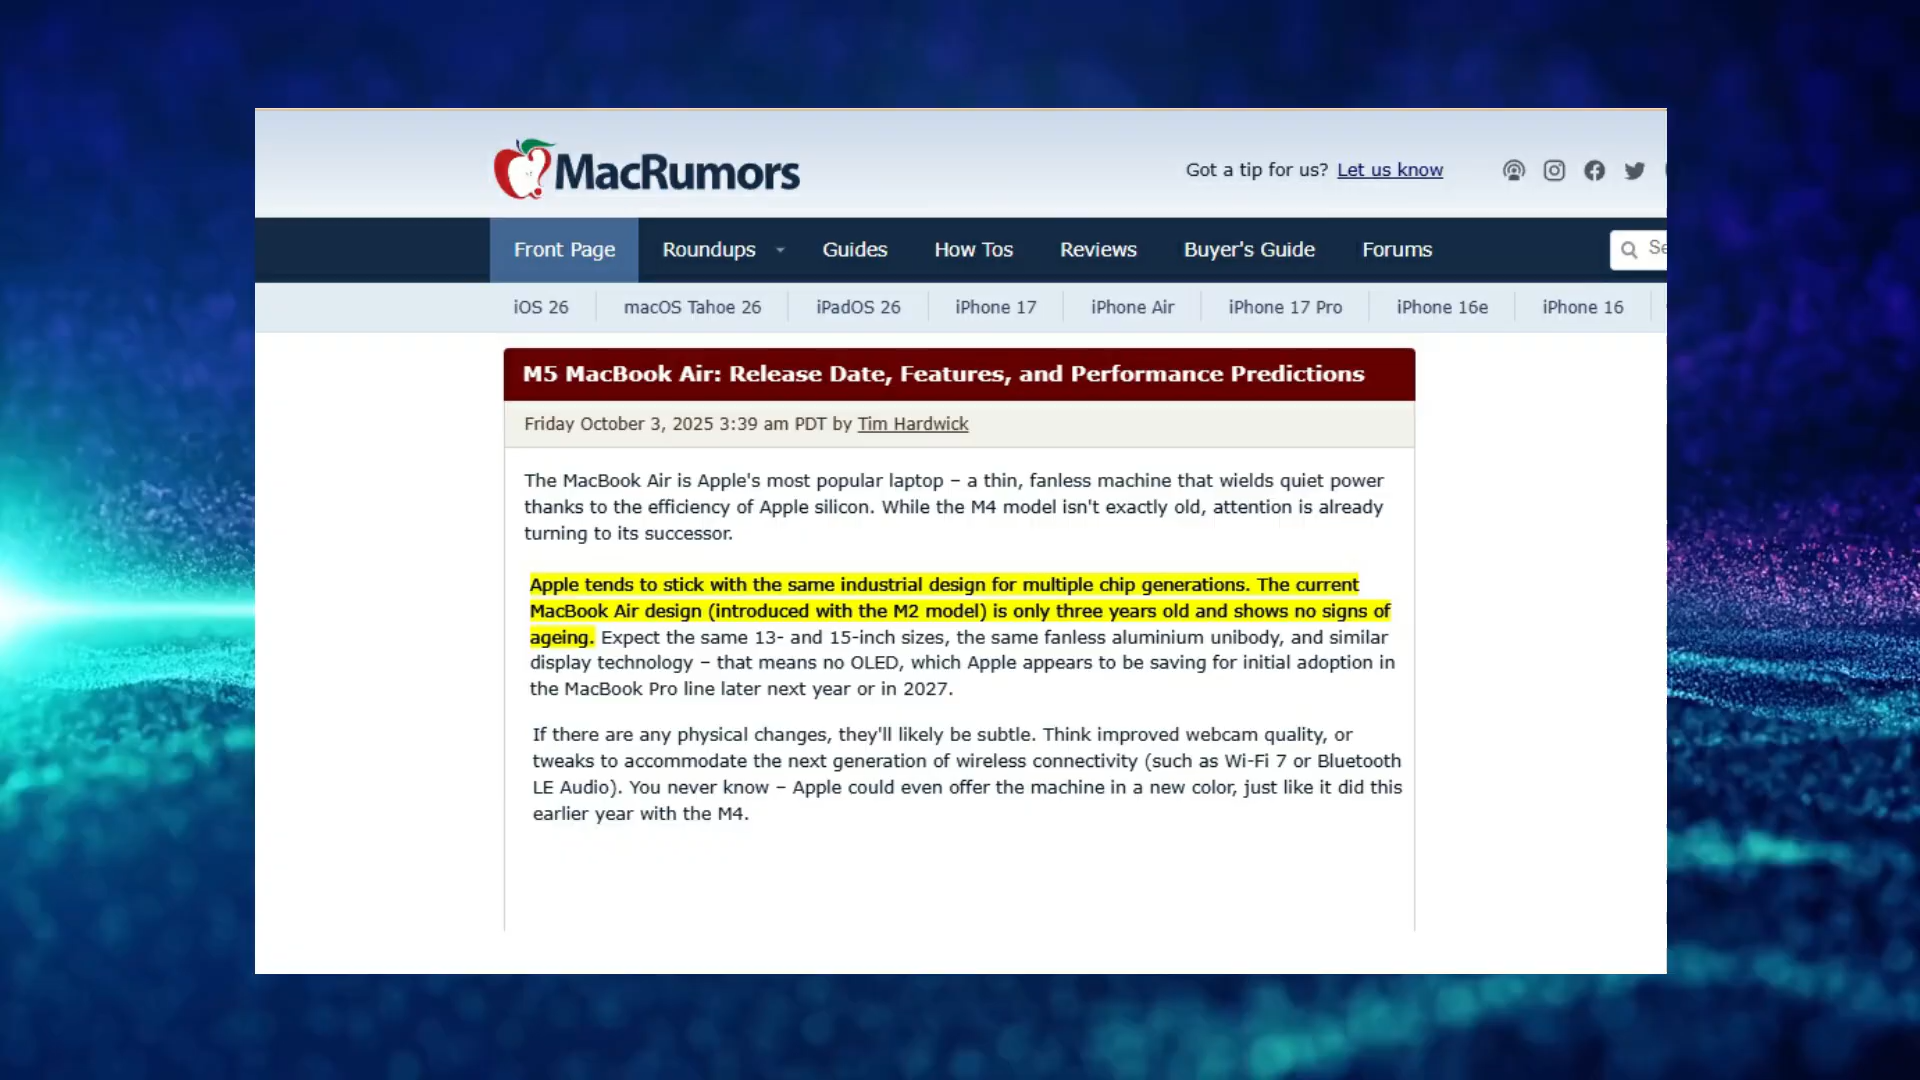 MacRumors
Got a tip for us? Let us know
Front Page Roundups Guides How Tos Reviews Buyer's Guide Forums
iOS 26 macOS Tahoe 26 iPadOS 26 iPhone 17 iPhone Air iPhone 17 Pro iPhone 16e iPhone 16
M5 MacBook Air: Release Date, Features, and Performance Predictions
Friday October 3, 2025 3:39 am PDT by Tim Hardwick
The MacBook Air is Apple's most popular laptop – a thin, fanless machine that wields quiet power
thanks to the efficiency of Apple silicon. While the M4 model isn't exactly old, attention is already
turning to its successor.
Apple tends to stick with the same industrial design for multiple chip generations. The current
MacBook Air design (introduced with the M2 model) is only three years old and shows no signs of
ageing. Expect the same 13- and 15-inch sizes, the same fanless aluminium unibody, and similar
display technology – that means no OLED, which Apple appears to be saving for initial adoption in
the MacBook Pro line later next year or in 2027.
If there are any physical changes, they'll likely be subtle. Think improved webcam quality, or
tweaks to accommodate the next generation of wireless connectivity (such as Wi-Fi 7 or Bluetooth
LE Audio). You never know – Apple could even offer the machine in a new color, just like it did this
earlier year with the M4.